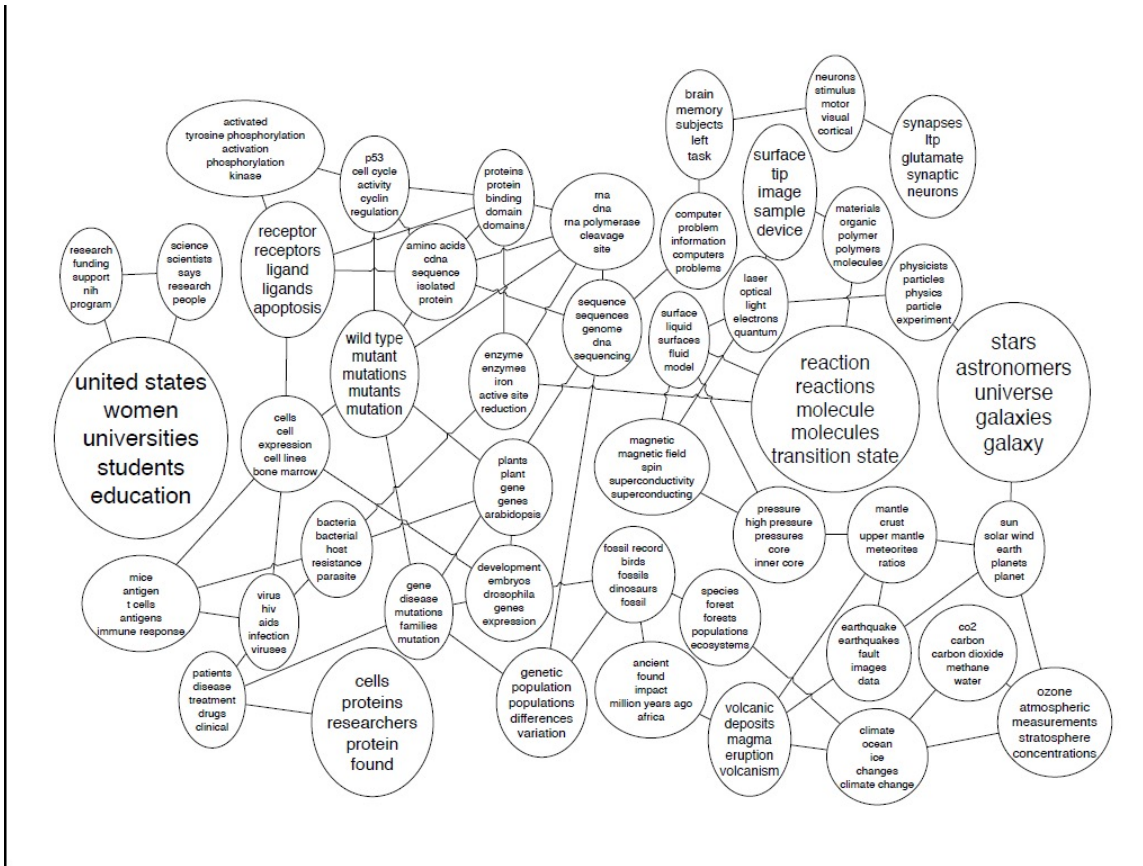 activated
tyrosine phosphorylation
activation
phosphorylation
kinase
p53
cell cycle
activity
cyclin
regulation
proteins
protein
binding
domain
domains
rna
dna
rna polymerase
cleavage
site
brain
memory
subjects
left
task
neurons
stimulus
motor
visual
cortical
synapses
ltp
glutamate
synaptic
neurons
surface
tip
image
sample
device
research
funding
support
nih
program
science
scientists
says
research
people
receptor
receptors
ligand
ligands
apoptosis
amino acids
cdna
sequence
isolated
protein
computer
problem
information
computers
problems
materials
organic
polymer
polymers
molecules
laser
optical
light
electrons
quantum
physicists
particles
physics
particle
experiment
sequence
sequences
genome
dna
sequencing
surface
liquid
surfaces
fluid
model
united states
women
universities
students
education
wild type
mutant
mutations
mutants
mutation
enzyme
enzymes
iron
active site
reduction
reaction
reactions
molecule
molecules
transition state
stars
astronomers
universe
galaxies
galaxy
cells
cell
expression
cell lines
bone marrow
plants
plant
gene
genes
arabidopsis
magnetic
magnetic field
spin
superconductivity
superconducting
bacteria
bacterial
host
resistance
parasite
pressure
high pressure
pressures
core
inner core
mantle
crust
upper mantle
meteorites
ratios
sun
solar wind
earth
planets
planet
mice
antigen
t cells
antigens
immune response
virus
hiv
aids
infection
viruses
gene
disease
mutations
families
mutation
development
embryos
drosophila
genes
expression
fossil record
birds
fossils
dinosaurs
fossil
species
forest
forests
populations
ecosystems
earthquake
earthquakes
fault
images
data
co2
carbon
carbon dioxide
methane
water
patients
disease
treatment
drugs
clinical
cells
proteins
researchers
protein
found
genetic
population
populations
differences
variation
ancient
found
impact
million years ago
africa
volcanic
deposits
magma
eruption
volcanism
climate
ocean
ice
changes
climate change
ozone
atmospheric
measurements
stratosphere
concentrations